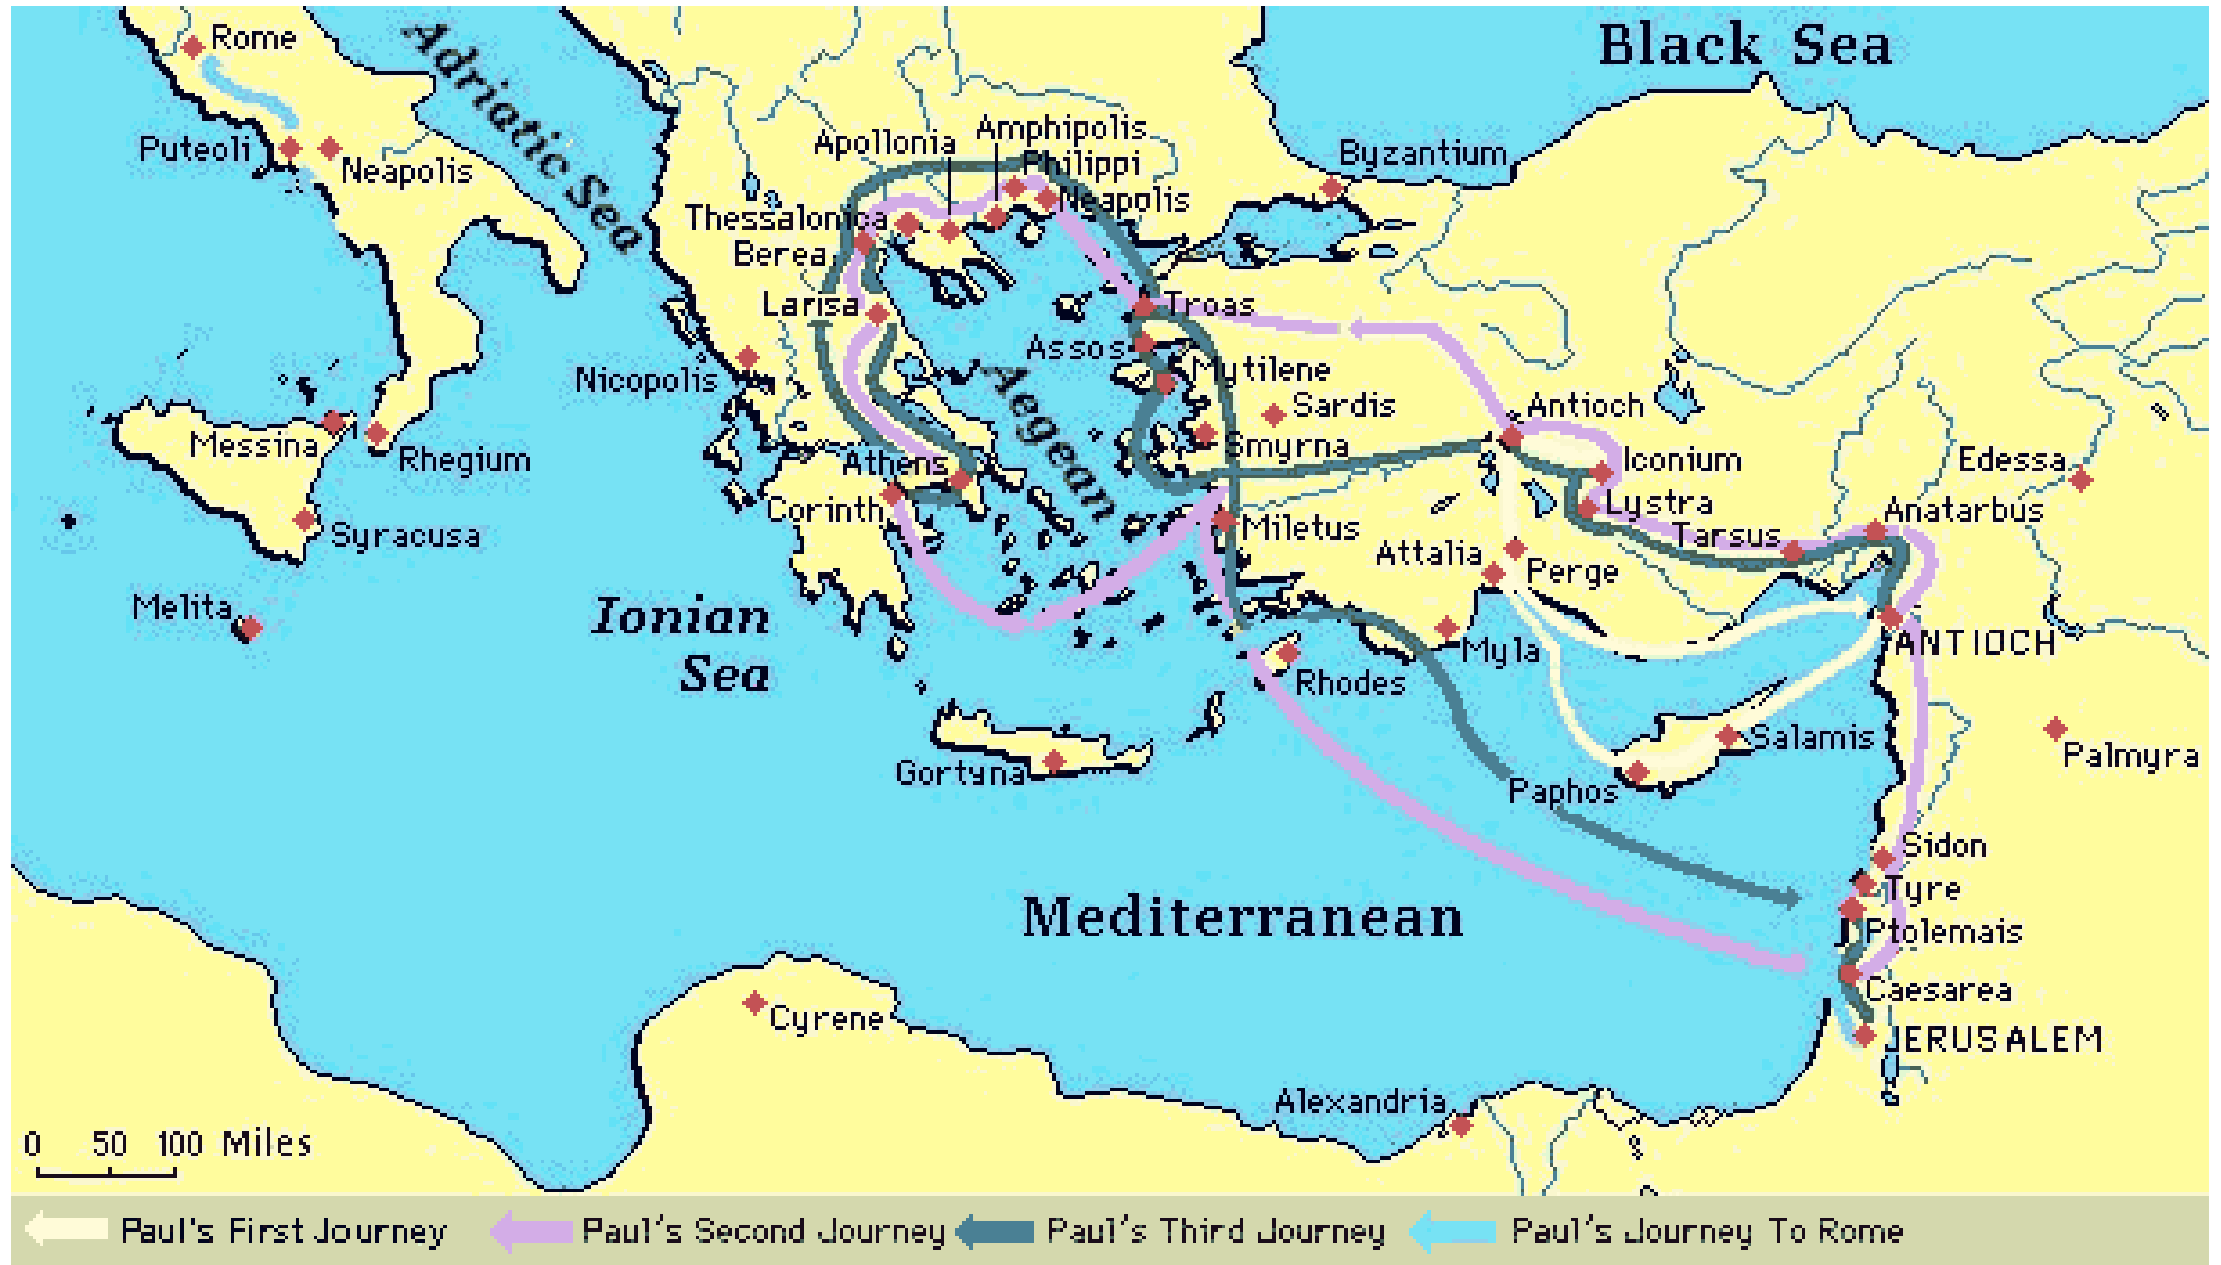 Rome
Adriatic Sea
Black Sea
Puteoli
Neapolis
Apollonia
Amphipolis
Philippi
Neapolis
Byzantium
Thessalonica
Berea
Larisa
Troas
Assos
Mytilene
Nicopolis
Aegean
Sardis
Antioch
Smyrna
Messina
Rhegium
Athens
Iconium
Edessa
Corinth
Lystra
Anatarbus
Syracusa
Miletus
Tarsus
Attalia
Perge
Melita
Ionian
Sea
Myla
ANTIOCH
Rhodes
Salamis
Palmyra
Gortyna
Paphos
Sidon
Tyre
Mediterranean
Ptolemais
Caesarea
Cyrene
JERUSALEM
Alexandria
0 50 100 Miles
Paul's First Journey
Paul's Second Journey
Paul's Third Journey
Paul's Journey To Rome